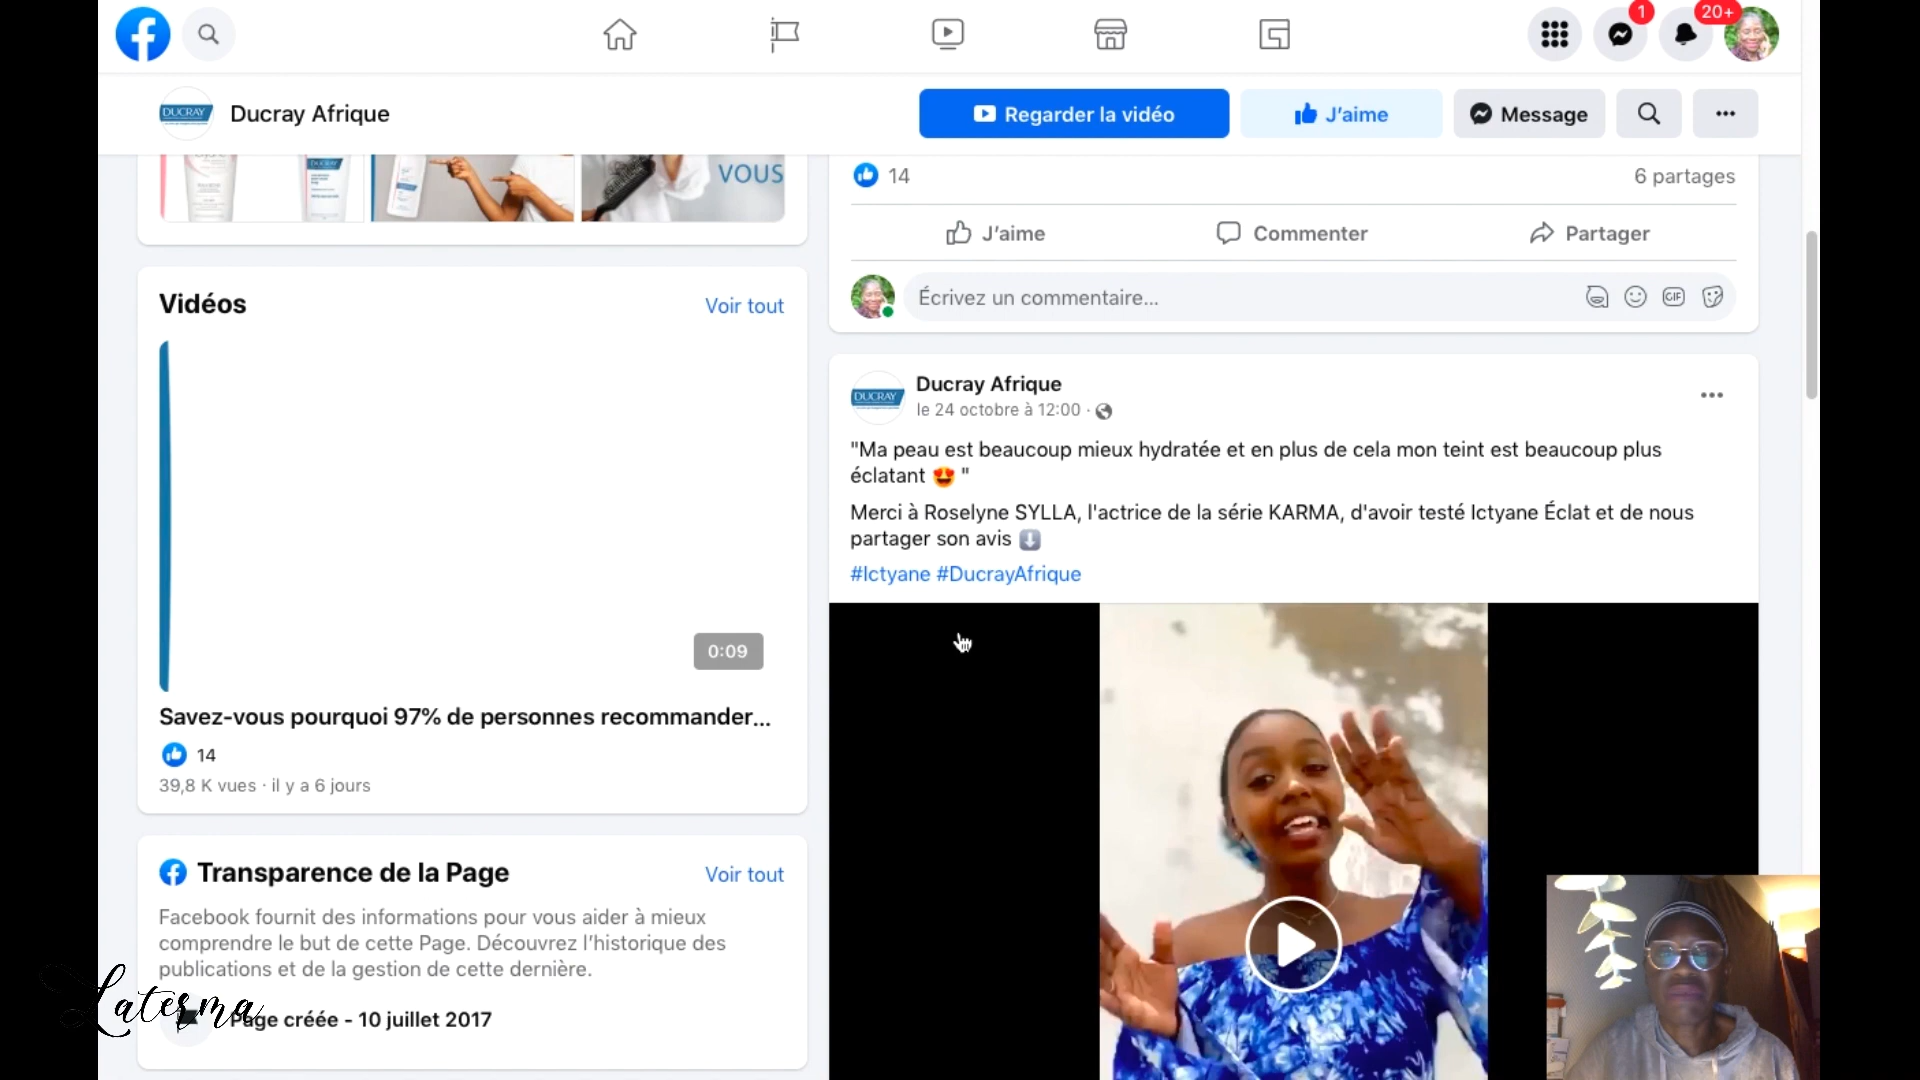 1
20+
DUCRAY
Ducray Afrique
Regarder la vidéo
J'aime
Message
VOUS
14
6 partages
J'aime
Commenter
Partager
Écrivez un commentaire...
GIF
Vidéos
Voir tout
0:09
Savez-vous pourquoi 97% de personnes recommander...
14
39,8 K vues · il y a 6 jours
Transparence de la Page
Voir tout
Facebook fournit des informations pour vous aider à mieux
comprendre le but de cette Page. Découvrez l'historique des
publications et de la gestion de cette dernière.
Page créée - 10 juillet 2017
Laterma
DUCRAY
Ducray Afrique
le 24 octobre à 12:00 ·
"Ma peau est beaucoup mieux hydratée et en plus de cela mon teint est beaucoup plus
éclatant 😍 "
Merci à Roselyne SYLLA, l'actrice de la série KARMA, d'avoir testé Ictyane Éclat et de nous
partager son avis ⬇️
#Ictyane #DucrayAfrique